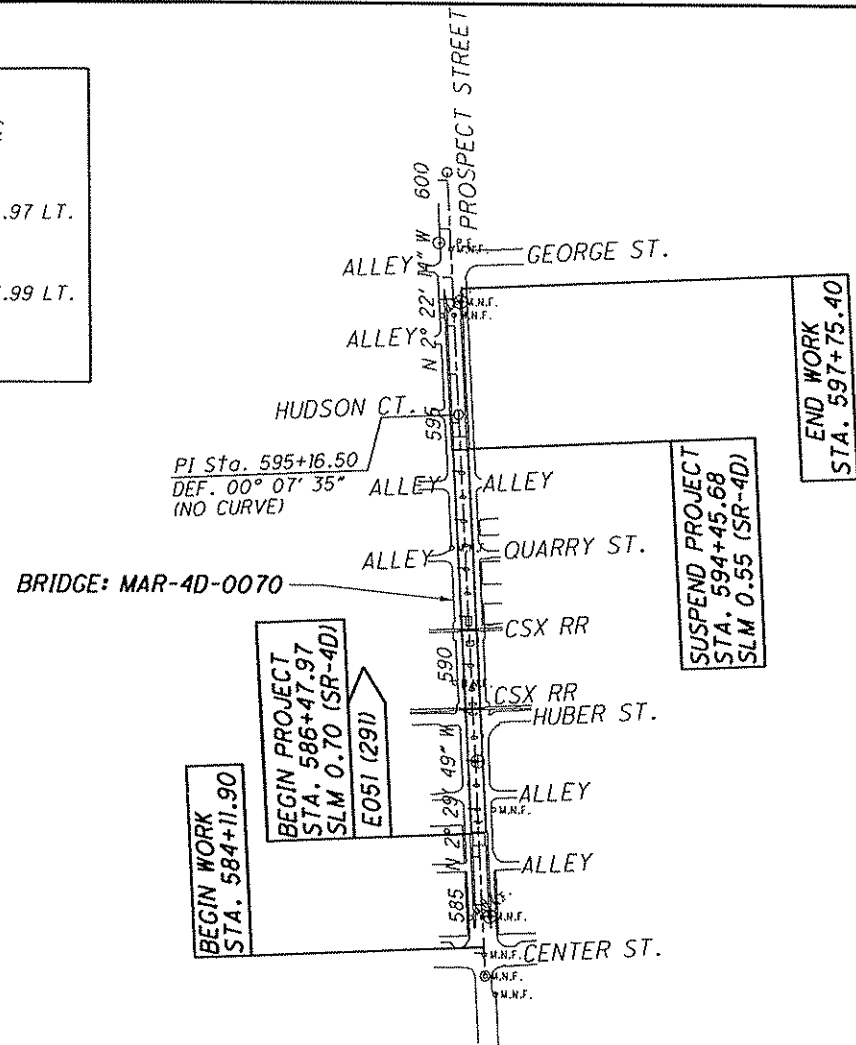 PROSPECT STREET
.97 LT.
.99 LT.
600
ALLEY
GEORGE ST.
N 2° 22' 14" W
M.N.F.
M.N.F.
ALLEY
END WORK
STA. 597+75.40
HUDSON CT.
595
PI Sta. 595+16.50
DEF. 00° 07' 35"
(NO CURVE)
ALLEY
ALLEY
SUSPEND PROJECT
STA. 594+45.68
SLM 0.55 (SR-4D)
ALLEY
QUARRY ST.
BRIDGE: MAR-4D-0070
CSX RR
590
CSX RR
HUBER ST.
BEGIN PROJECT
STA. 586+47.97
SLM 0.70 (SR-4D)
E051 (291)
N 2° 29' 49" W
ALLEY
M.N.F.
ALLEY
BEGIN WORK
STA. 584+11.90
585
M.N.F.
CENTER ST.
M.N.F.
M.N.F.
M.N.F.